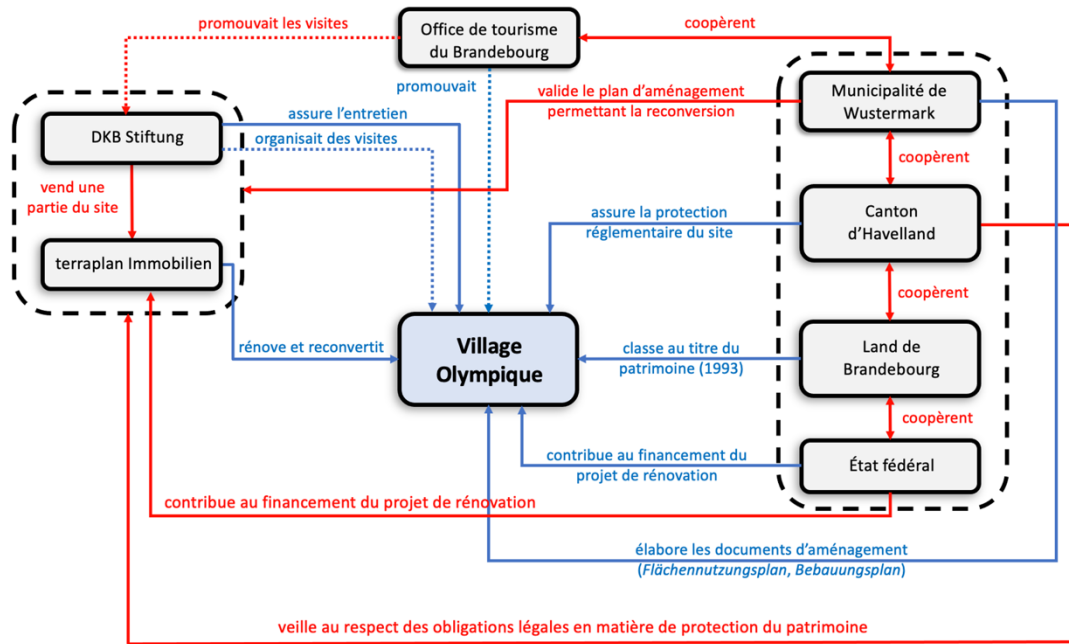 promouvait les visites
Office de tourisme
du Brandebourg
coopèrent
promouvait
valide le plan d’aménagement
permettant la reconversion
Municipalité de
Wustermark
DKB Stiftung
assure l’entretien
organisait des visites
coopèrent
vend une
partie du site
assure la protection
réglementaire du site
Canton
d’Havelland
terraplan Immobilien
coopèrent
rénove et reconvertit
Village
Olympique
classe au titre du
patrimoine (1993)
Land de
Brandebourg
coopèrent
contribue au financement du
projet de rénovation
État fédéral
contribue au financement du projet de rénovation
élabore les documents d’aménagement
(Flächennutzungsplan, Bebauungsplan)
veille au respect des obligations légales en matière de protection du patrimoine